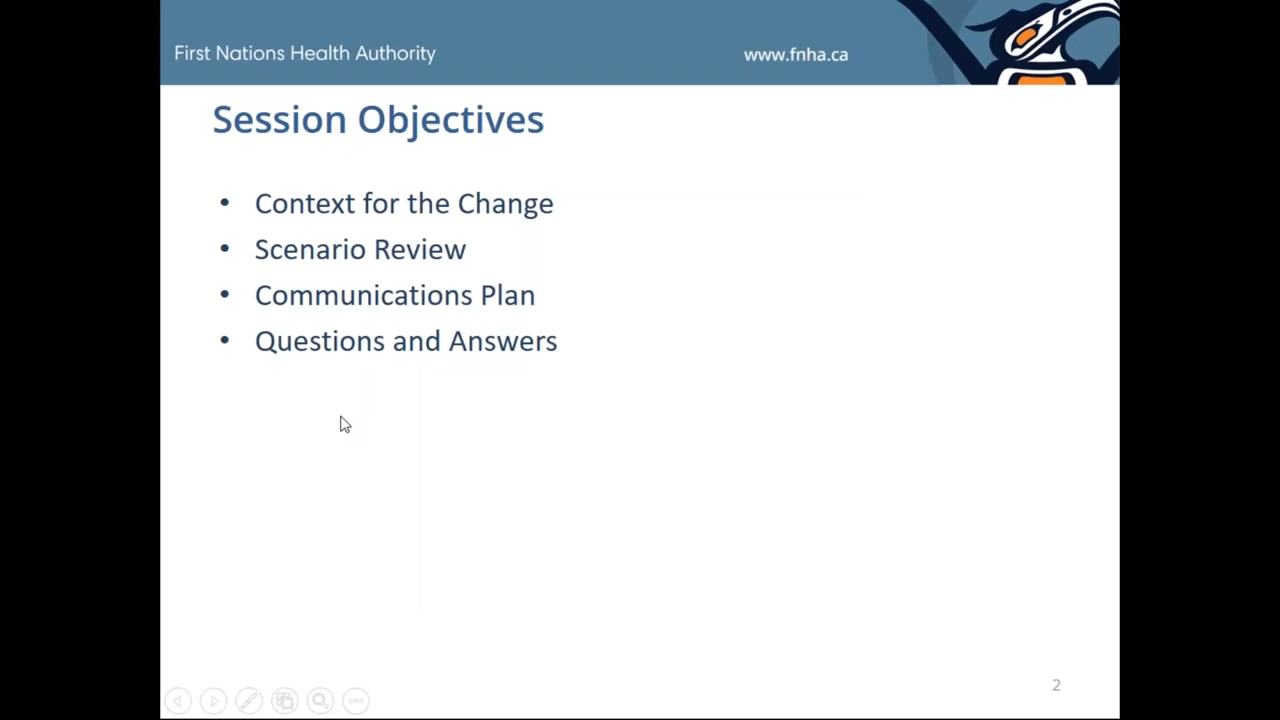 First Nations Health Authority
www.fnha.ca
Session Objectives
• Context for the Change
• Scenario Review
• Communications Plan
• Questions and Answers
2